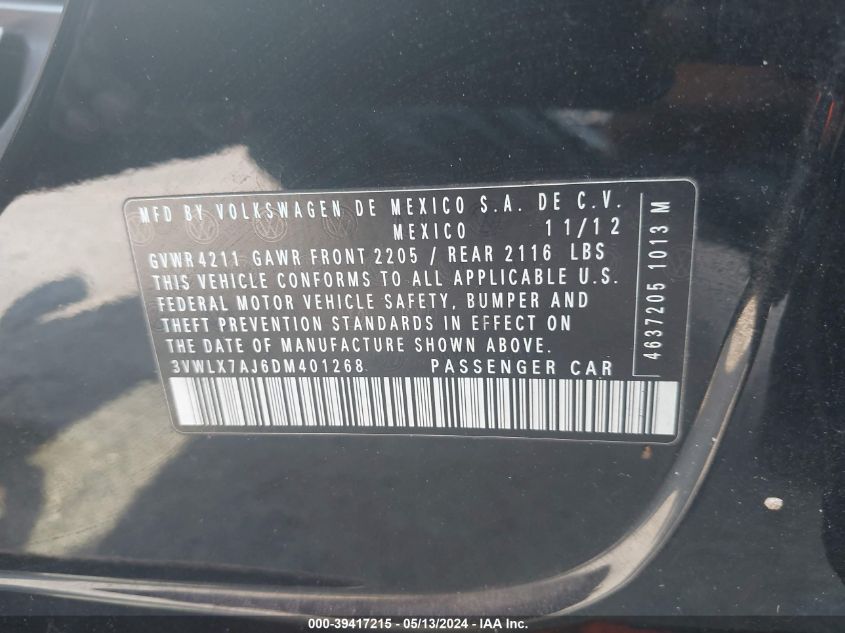 MFD BY VOLKSWAGEN DE MEXICO S.A. DE C.V.
MEXICO 11/12
GVWR 4211 GAWR FRONT 2205 / REAR 2116 LBS
THIS VEHICLE CONFORMS TO ALL APPLICABLE U.S.
FEDERAL MOTOR VEHICLE SAFETY, BUMPER AND
THEFT PREVENTION STANDARDS IN EFFECT ON
THE DATE OF MANUFACTURE SHOWN ABOVE.
3VWLX7AJ6DM401268 PASSENGER CAR
4637205 1013 M
000-39417215 - 05/13/2024 - IAA Inc.